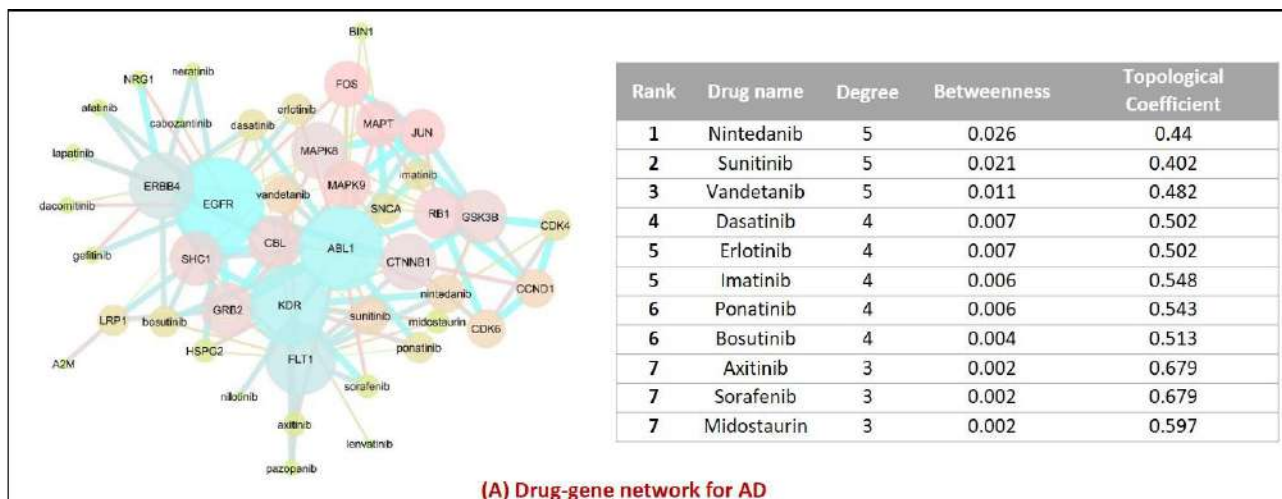 BIN1
NRG1
neratinib
FOS
afatinib
erlotinib
cabozantinib
dasatinib
MAPT
JUN
lapatinib
MAPK8
imatinib
ERBB4
vandetanib
MAPK9
dacomitinib
EGFR
SNCA
RB1
GSK3B
CDK4
gefitinib
CBL
ABL1
SHC1
CTNNB1
nintedanib
CCND1
KDR
LRP1
bosutinib
GRB2
sunitinib
midostaurin
CDK6
A2M
HSPG2
FLT1
ponatinib
nilotinib
sorafenib
axitinib
lenvatinib
pazopanib
Rank Drug name Degree Betweenness Topological Coefficient
1 Nintedanib 5 0.026 0.44
2 Sunitinib 5 0.021 0.402
3 Vandetanib 5 0.011 0.482
4 Dasatinib 4 0.007 0.502
5 Erlotinib 4 0.007 0.502
5 Imatinib 4 0.006 0.548
6 Ponatinib 4 0.006 0.543
6 Bosutinib 4 0.004 0.513
7 Axitinib 3 0.002 0.679
7 Sorafenib 3 0.002 0.679
7 Midostaurin 3 0.002 0.597
(A) Drug-gene network for AD